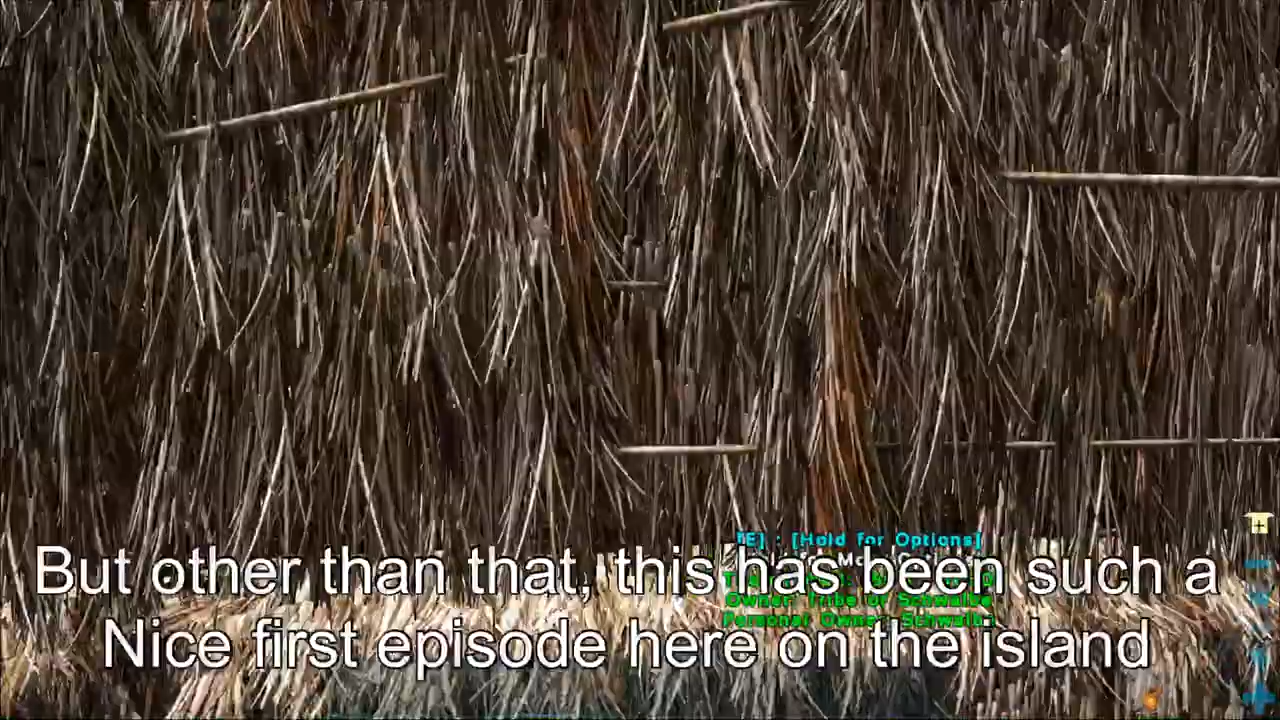 [E] : [Hold for Options]
But other than that, this has been such a
Owner: Tribe of Schwalbe
Personal Owner: Schwalbe
Nice first episode here on the island